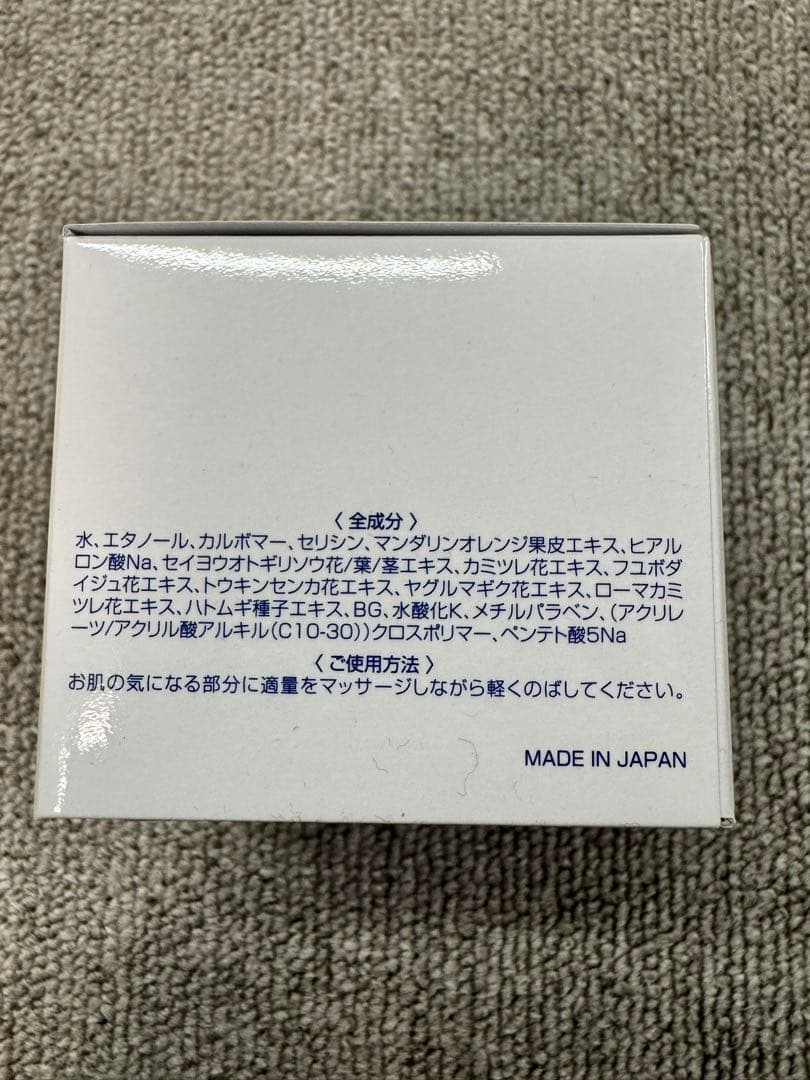 〈 全成分 〉
水、エタノール、カルボマー、セリシン、マンダリンオレンジ果皮エキス、ヒアル
ロン酸Na、セイヨウオトギリソウ花/葉/茎エキス、カミツレ花エキス、フユボダ
イジュ花エキス、トウキンセンカ花エキス、ヤグルマギク花エキス、ローマカミ
ツレ花エキス、ハトムギ種子エキス、BG、水酸化K、メチルパラベン、(アクリレ
ーツ/アクリル酸アルキル(C10-30))クロスポリマー、ペンテト酸5Na
〈 ご使用方法 〉
お肌の気になる部分に適量をマッサージしながら軽くのばしてください。
MADE IN JAPAN